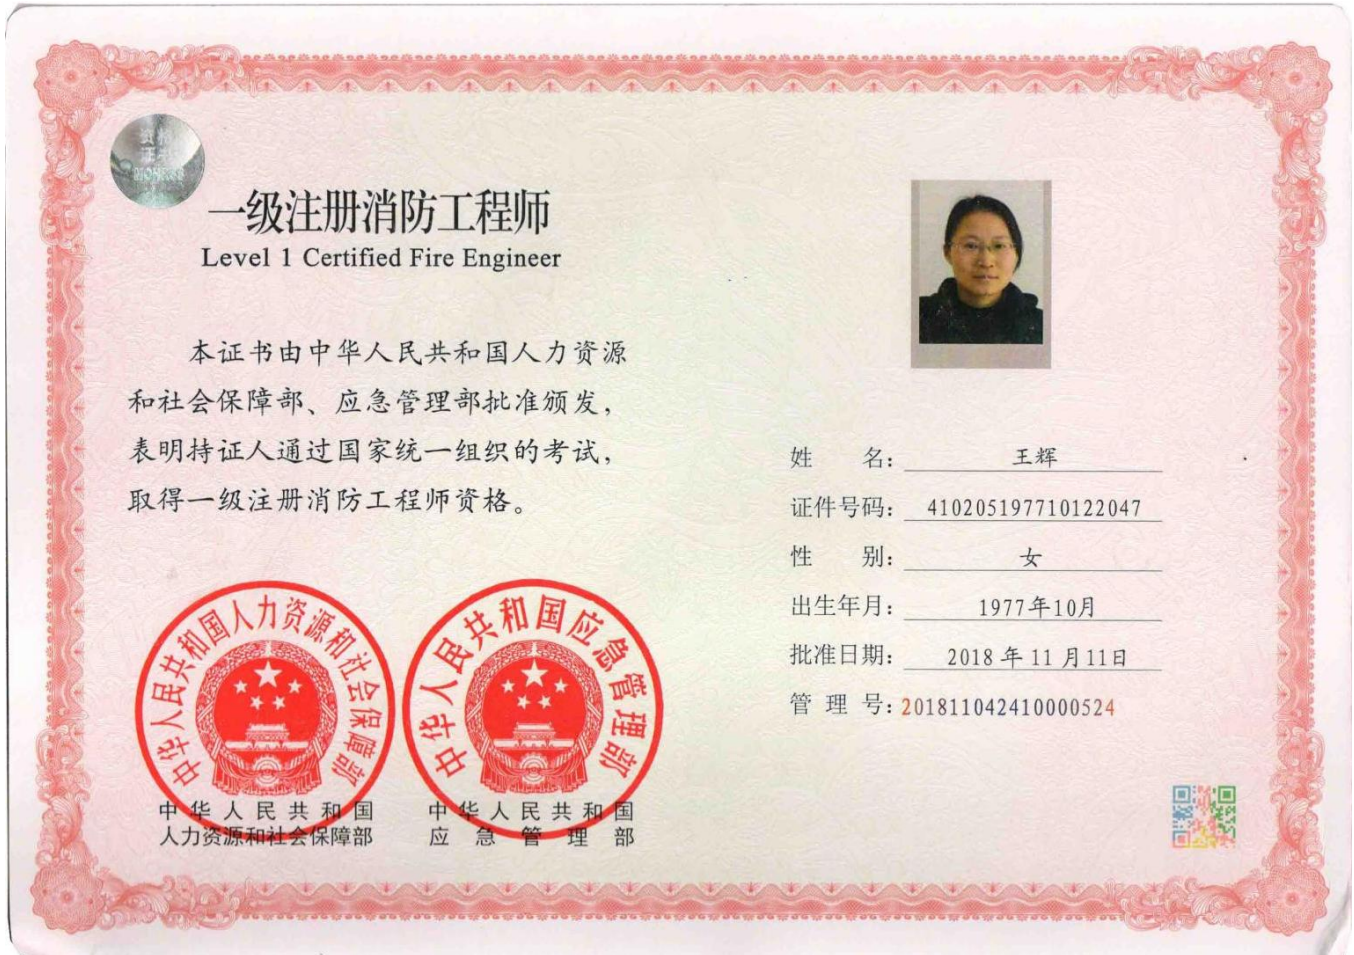 一级注册消防工程师
Level 1 Certified Fire Engineer
本证书由中华人民共和国人力资源
和社会保障部、应急管理部批准颁发，
表明持证人通过国家统一组织的考试，
取得一级注册消防工程师资格。
姓 名: 王辉
证件号码: 410205197710122047
性 别: 女
出生年月: 1977年10月
批准日期: 2018年11月11日
管 理 号: 201811042410000524
中华人民共和国人力资源和社会保障部
中华人民共和国应急管理部
中华人民共和国
人力资源和社会保障部
中华人民共和国
应急管理部